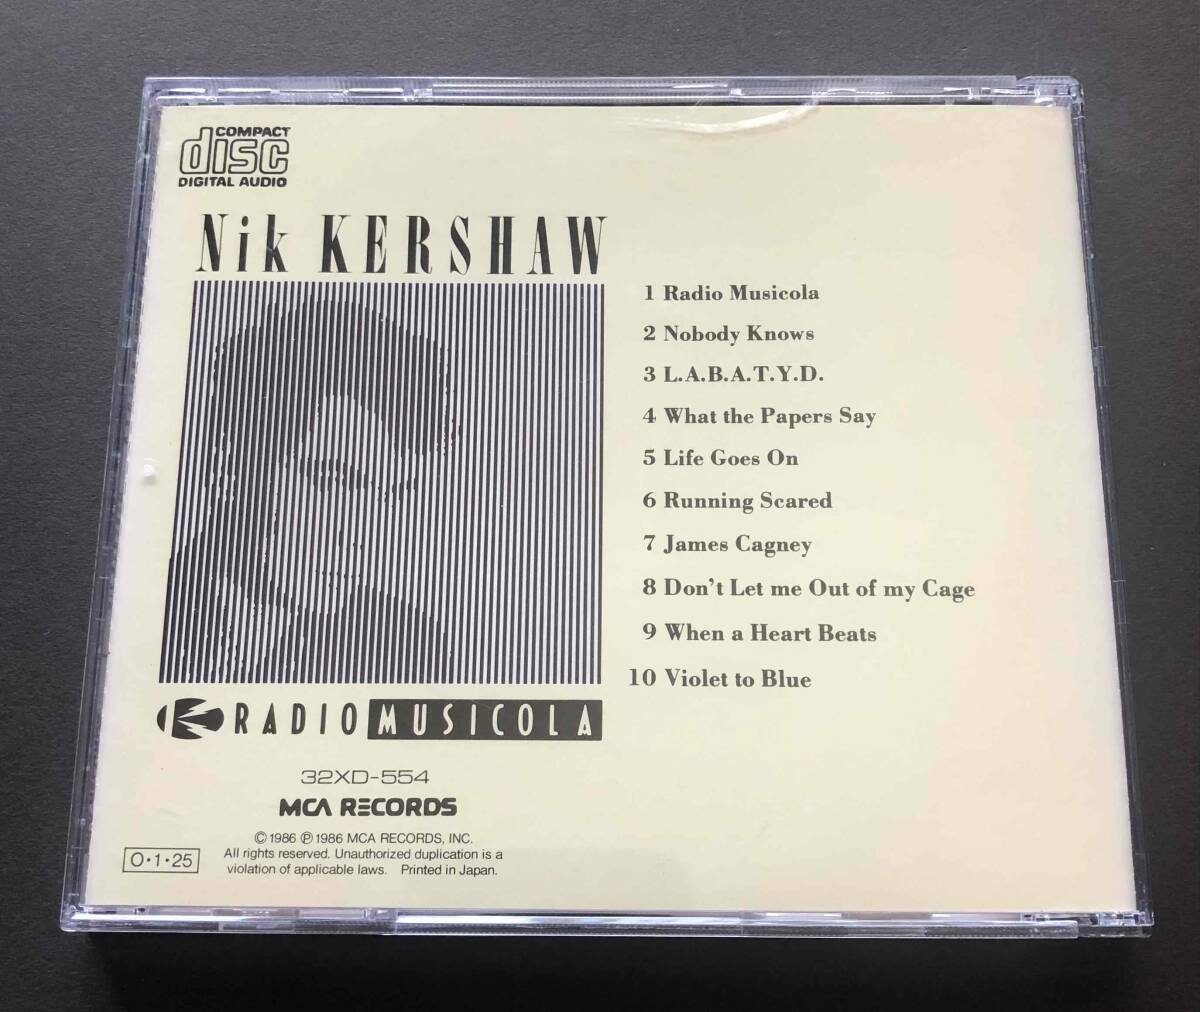 COMPACT
disc
DIGITAL AUDIO
Nik KERSHAW
1 Radio Musicola
2 Nobody Knows
3 L.A.B.A.T.Y.D.
4 What the Papers Say
5 Life Goes On
6 Running Scared
7 James Cagney
8 Don't Let me Out of my Cage
9 When a Heart Beats
10 Violet to Blue
RADIO MUSICOLA
32XD-554
MCA RECORDS
© 1986 ℗ 1986 MCA RECORDS, INC.
All rights reserved. Unauthorized duplication is a
violation of applicable laws. Printed in Japan.
O・1・25